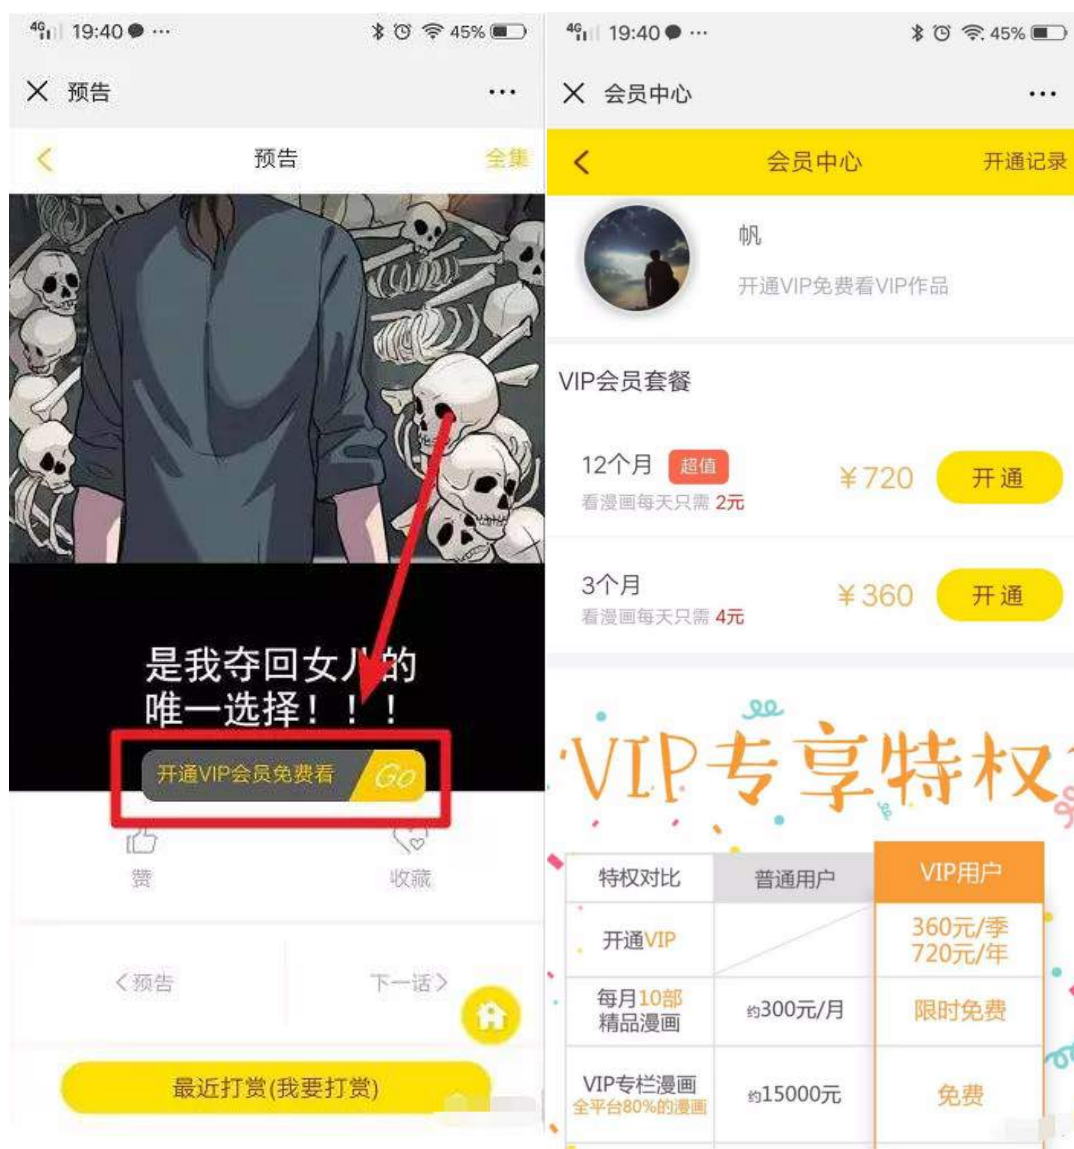 4G 19:40 ··· 45%
× 预告 ···
预告 全集
是我夺回女儿的
唯一选择！！！
开通VIP会员免费看 Go
赞 收藏
<预告 下一话>
最近打赏(我要打赏)
4G 19:40 ··· 45%
× 会员中心 ···
会员中心 开通记录
帆
开通VIP免费看VIP作品
VIP会员套餐
12个月 超值 ¥720 开通
看漫画每天只需 2元
3个月 ¥360 开通
看漫画每天只需 4元
VIP专享特权
特权对比 普通用户 VIP用户
开通VIP 360元/季
720元/年
每月10部
精品漫画 约300元/月 限时免费
VIP专栏漫画
全平台80%的漫画 约15000元 免费